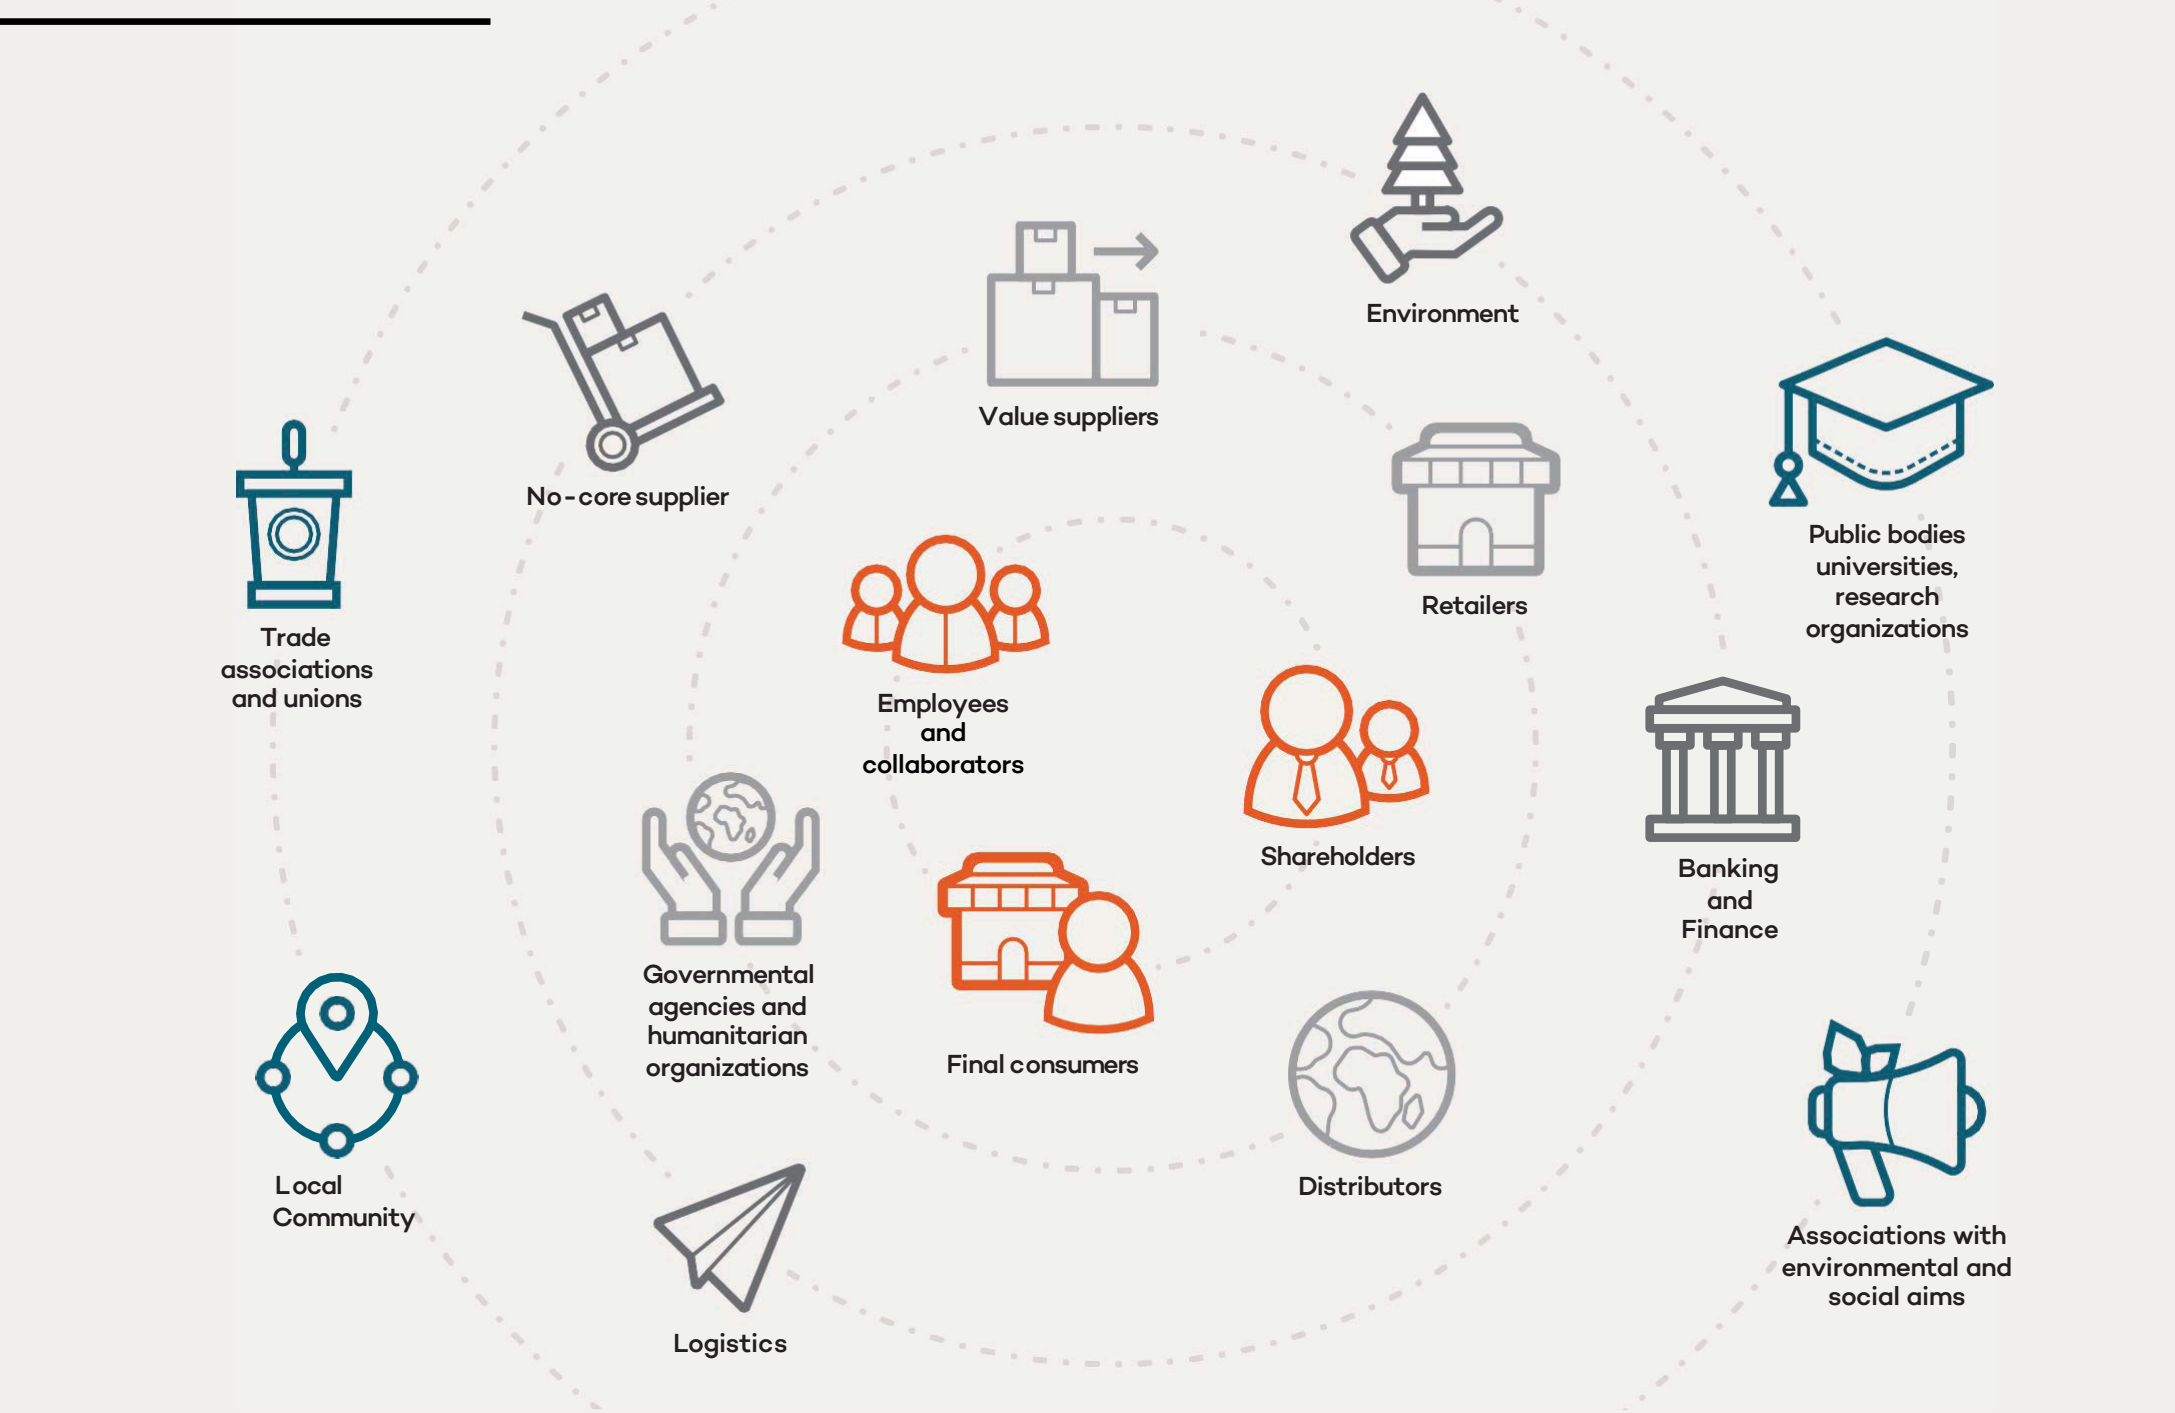 Environment
Value suppliers
No-core supplier
Public bodies
universities,
research
organizations
Retailers
Trade
associations
and unions
Employees
and
collaborators
Shareholders
Banking
and
Finance
Governmental
agencies and
humanitarian
organizations
Final consumers
Distributors
Local
Community
Associations with
environmental and
social aims
Logistics